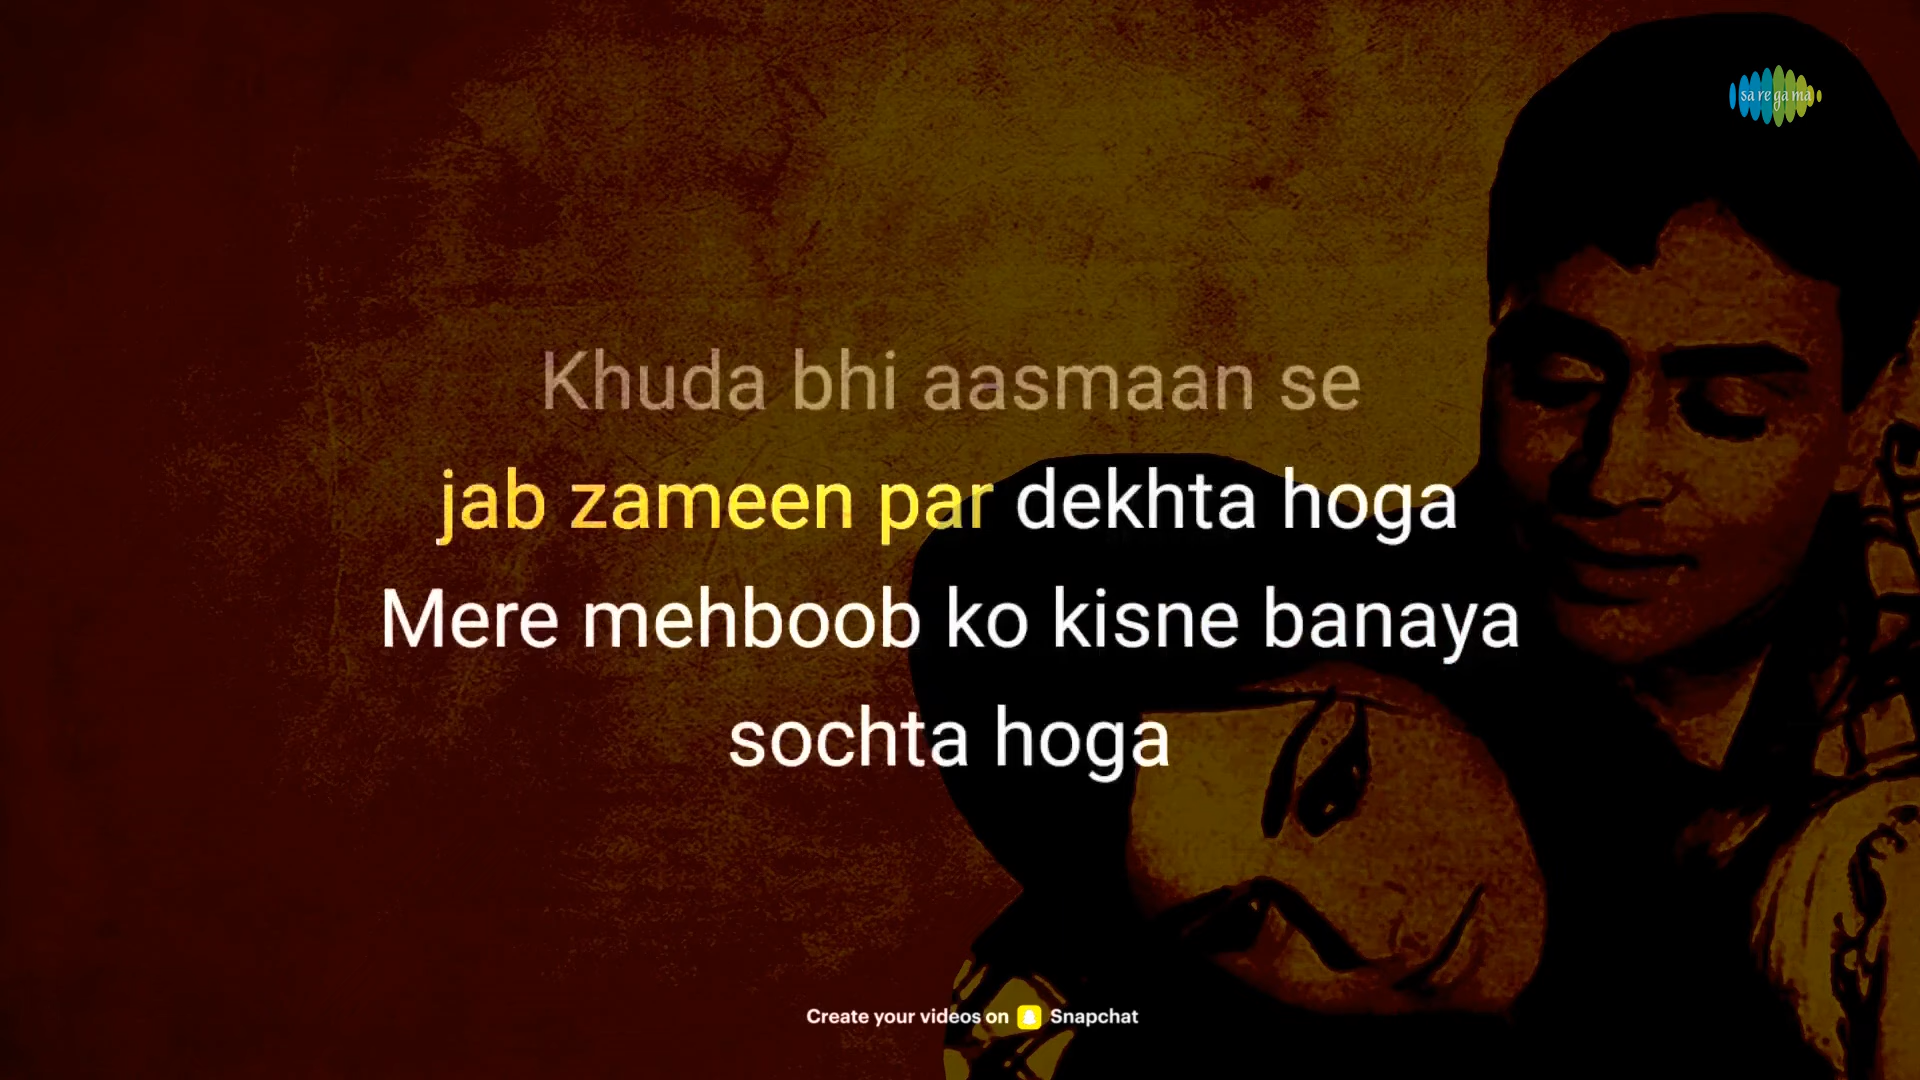 sa re ga ma
Khuda bhi aasmaan se
jab zameen par dekhta hoga
Mere mehboob ko kisne banaya
sochta hoga
Create your videos on Snapchat